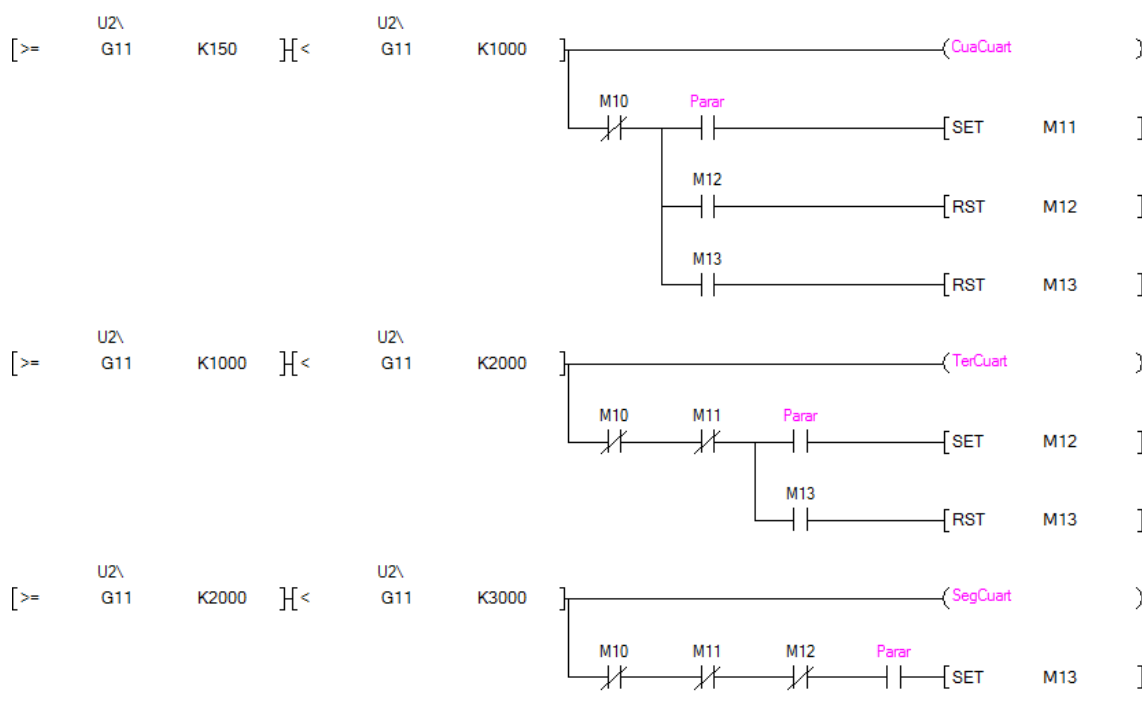 U2\ U2\
[>= G11 K150 ][< G11 K1000 ] (CuaCuart )
M10 Parar
[SET M11 ]
M12
[RST M12 ]
M13
[RST M13 ]
U2\ U2\
[>= G11 K1000 ][< G11 K2000 ] (TerCuart )
M10 M11 Parar
[SET M12 ]
M13
[RST M13 ]
U2\ U2\
[>= G11 K2000 ][< G11 K3000 ] (SegCuart )
M10 M11 M12 Parar
[SET M13 ]